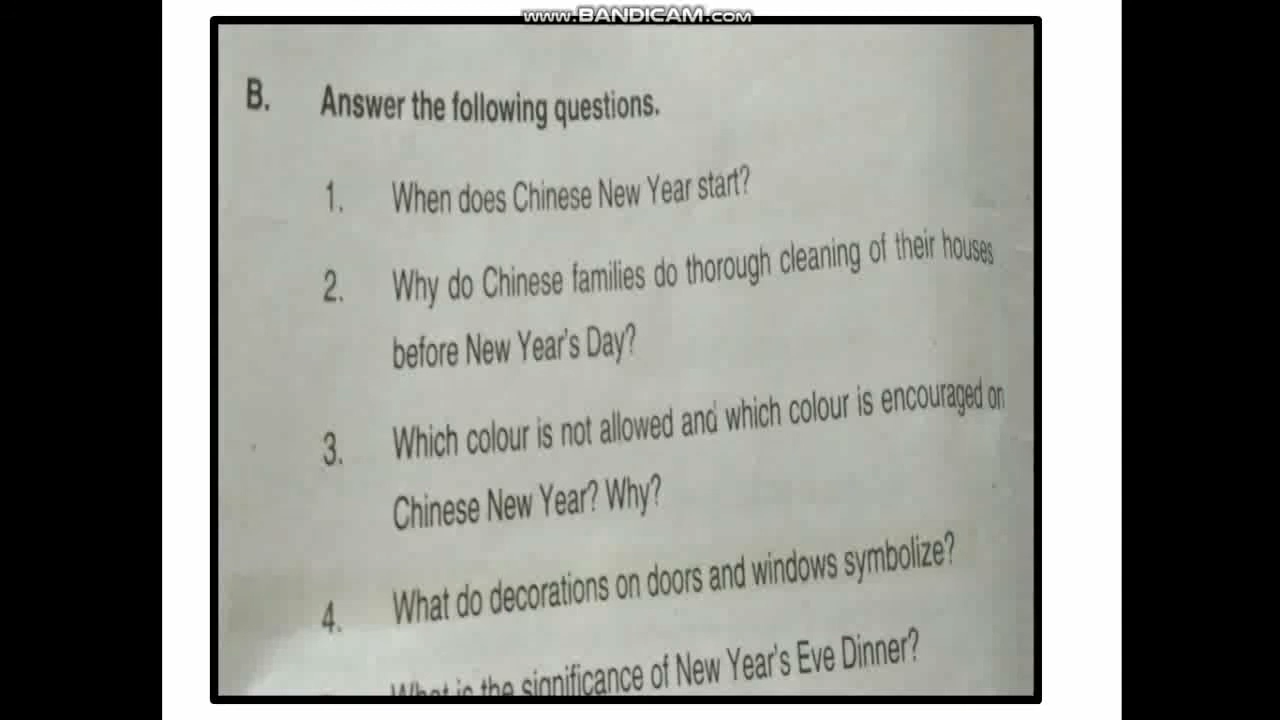 www.BANDICAM.com
B. Answer the following questions.
1. When does Chinese New Year start?
2. Why do Chinese families do thorough cleaning of their houses
before New Year's Day?
3. Which colour is not allowed and which colour is encouraged on
Chinese New Year? Why?
4. What do decorations on doors and windows symbolize?
What is the significance of New Year's Eve Dinner?